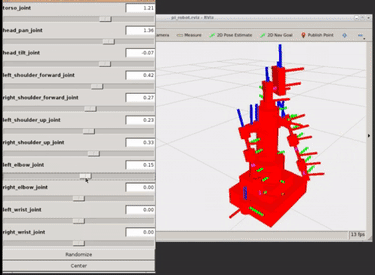 torso_joint 1.21
pi_robot.rviz - RViz
head_pan_joint 1.36
Measure 2D Pose Estimate 2D Nav Goal Publish Point
head_tilt_joint -0.07
left_shoulder_forward_joint 0.42
right_shoulder_forward_joint 0.27
left_shoulder_up_joint 0.23
right_shoulder_up_joint 0.33
left_elbow_joint 0.15
right_elbow_joint 0.00
left_wrist_joint 0.00
right_wrist_joint 0.00
13 fps
Randomize
Center